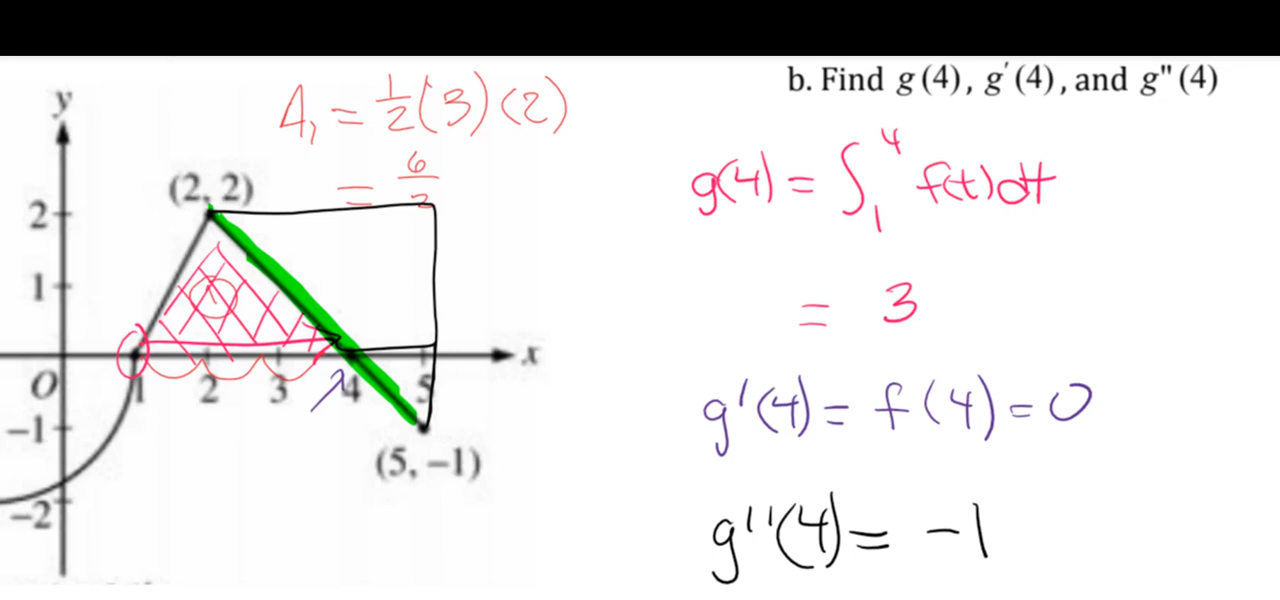 b. Find g (4), g′ (4), and g" (4)
A₁ = ½(3)(2)
= 6/2
g(4) = ∫₁⁴ f(t)dt
= 3
g'(4) = f(4) = 0
g''(4) = -1
y
(2, 2)
2
1
1
x
O
1
2
3
4
5
-1
(5, -1)
-2